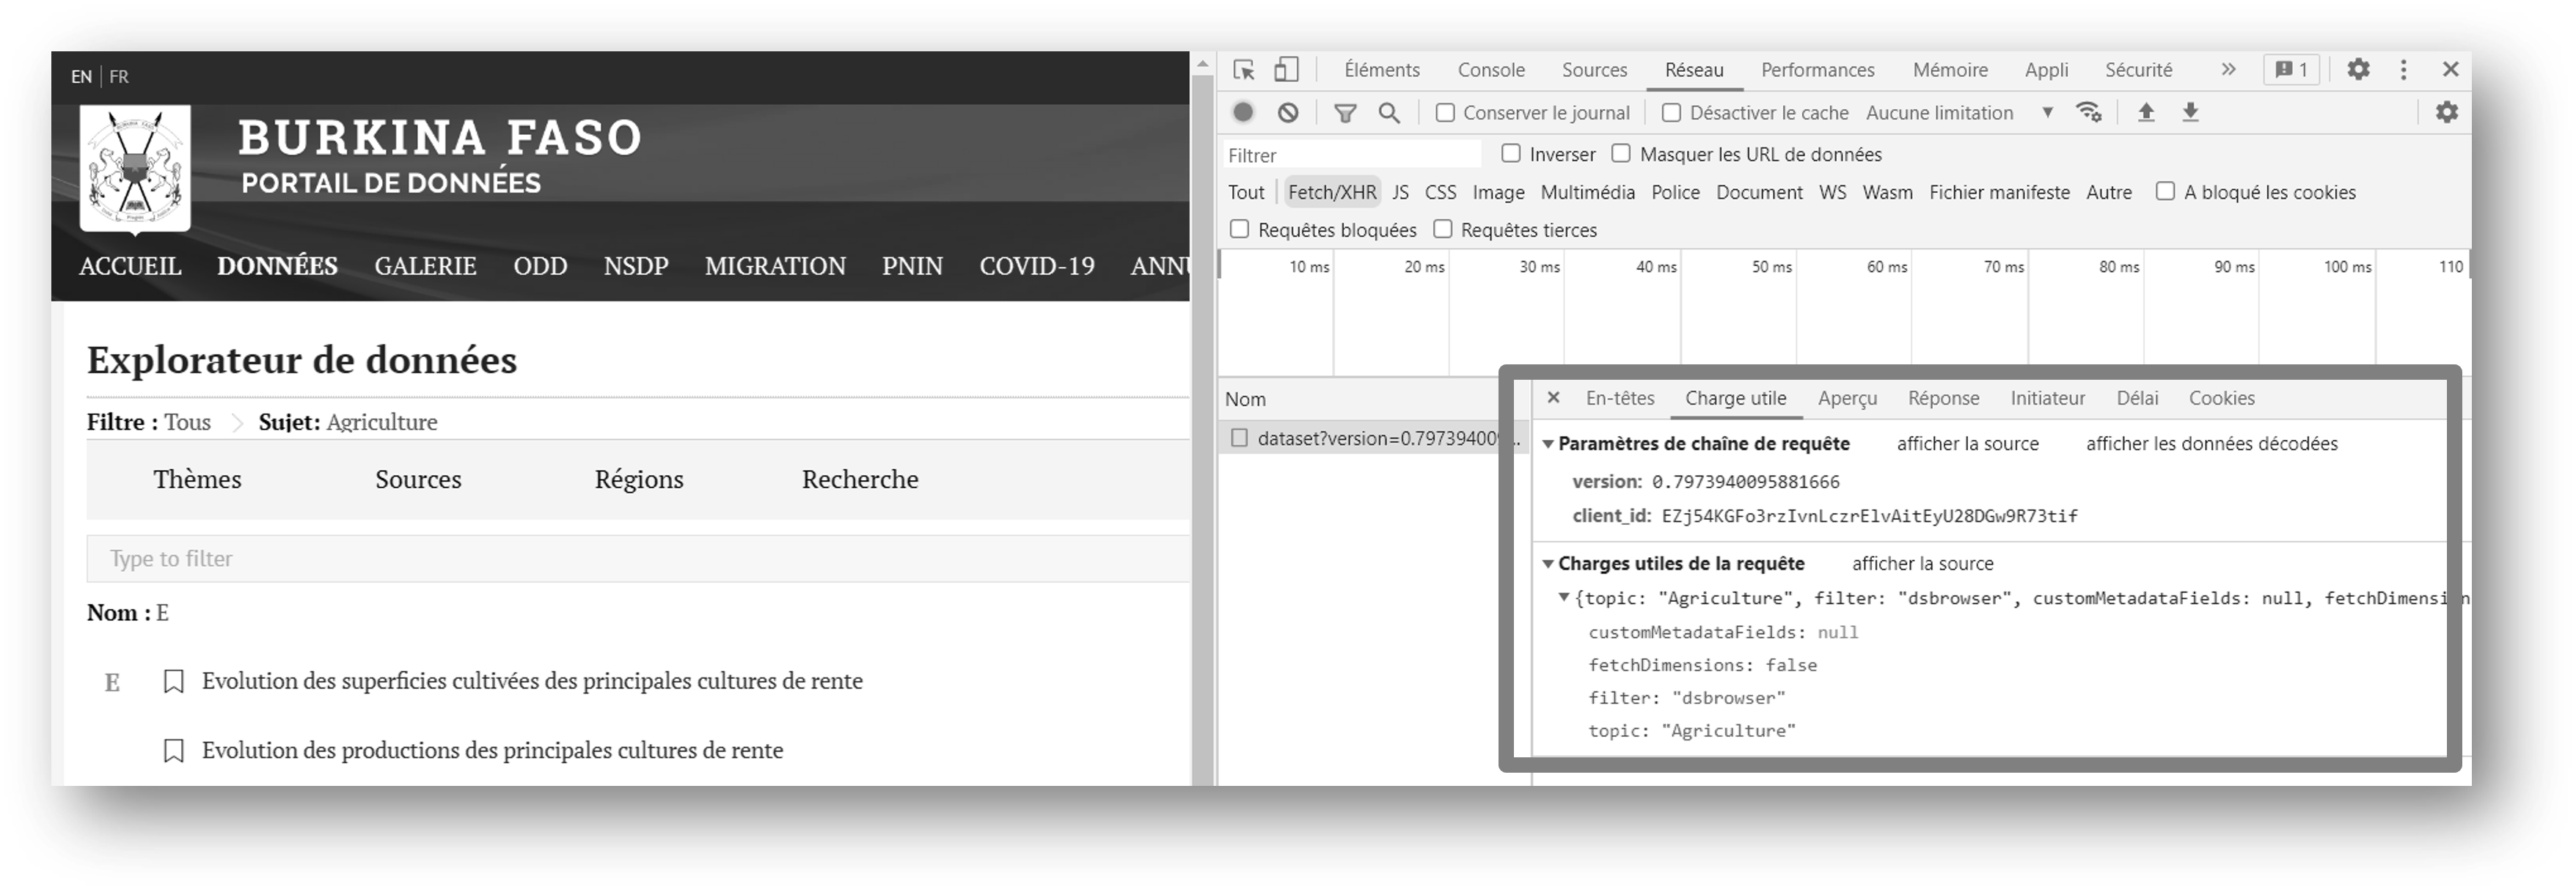 EN | FR
BURKINA FASO
PORTAIL DE DONNÉES
ACCUEIL DONNÉES GALERIE ODD NSDP MIGRATION PNIN COVID-19 ANNU
Explorateur de données
Filtre : Tous Sujet: Agriculture
Thèmes Sources Régions Recherche
Type to filter
Nom : E
E Evolution des superficies cultivées des principales cultures de rente
Evolution des productions des principales cultures de rente
Éléments Console Sources Réseau Performances Mémoire Appli Sécurité » 1
Conserver le journal Désactiver le cache Aucune limitation
Filtrer Inverser Masquer les URL de données
Tout Fetch/XHR JS CSS Image Multimédia Police Document WS Wasm Fichier manifeste Autre A bloqué les cookies
Requêtes bloquées Requêtes tierces
10 ms 20 ms 30 ms 40 ms 50 ms 60 ms 70 ms 80 ms 90 ms 100 ms 110
Nom
dataset?version=0.797394009...
× En-têtes Charge utile Aperçu Réponse Initiateur Délai Cookies
Paramètres de chaîne de requête afficher la source afficher les données décodées
version: 0.7973940095881666
client_id: EZj54KGFo3rzIvnLczrElvAitEyU28DGw9R73tif
Charges utiles de la requête afficher la source
{topic: "Agriculture", filter: "dsbrowser", customMetadataFields: null, fetchDimension
customMetadataFields: null
fetchDimensions: false
filter: "dsbrowser"
topic: "Agriculture"